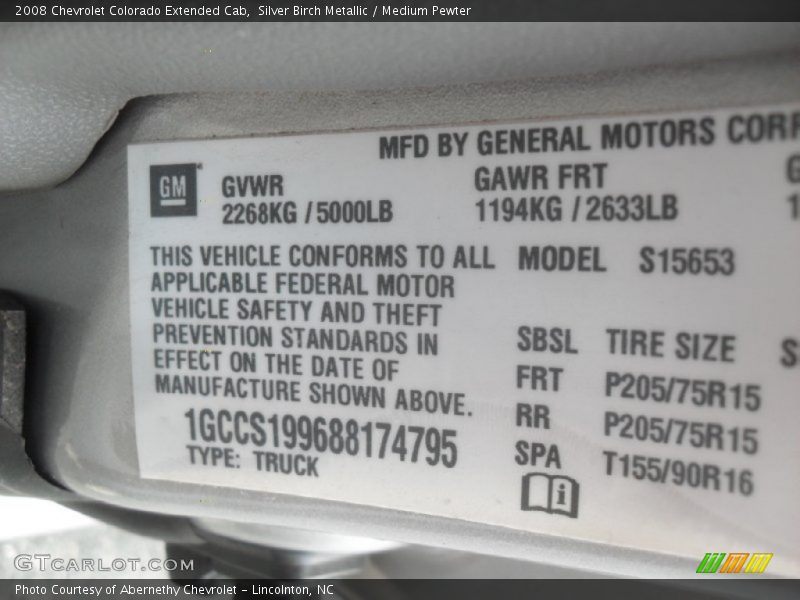 2008 Chevrolet Colorado Extended Cab, Silver Birch Metallic / Medium Pewter
MFD BY GENERAL MOTORS CORP
GM
GVWR
2268KG / 5000LB
GAWR FRT
1194KG / 2633LB
THIS VEHICLE CONFORMS TO ALL
APPLICABLE FEDERAL MOTOR
VEHICLE SAFETY AND THEFT
PREVENTION STANDARDS IN
EFFECT ON THE DATE OF
MANUFACTURE SHOWN ABOVE.
1GCCS199688174795
TYPE: TRUCK
MODEL S15653
SBSL TIRE SIZE
FRT P205/75R15
RR P205/75R15
SPA T155/90R16
GTCARLOT.COM
Photo Courtesy of Abernethy Chevrolet - Lincolnton, NC